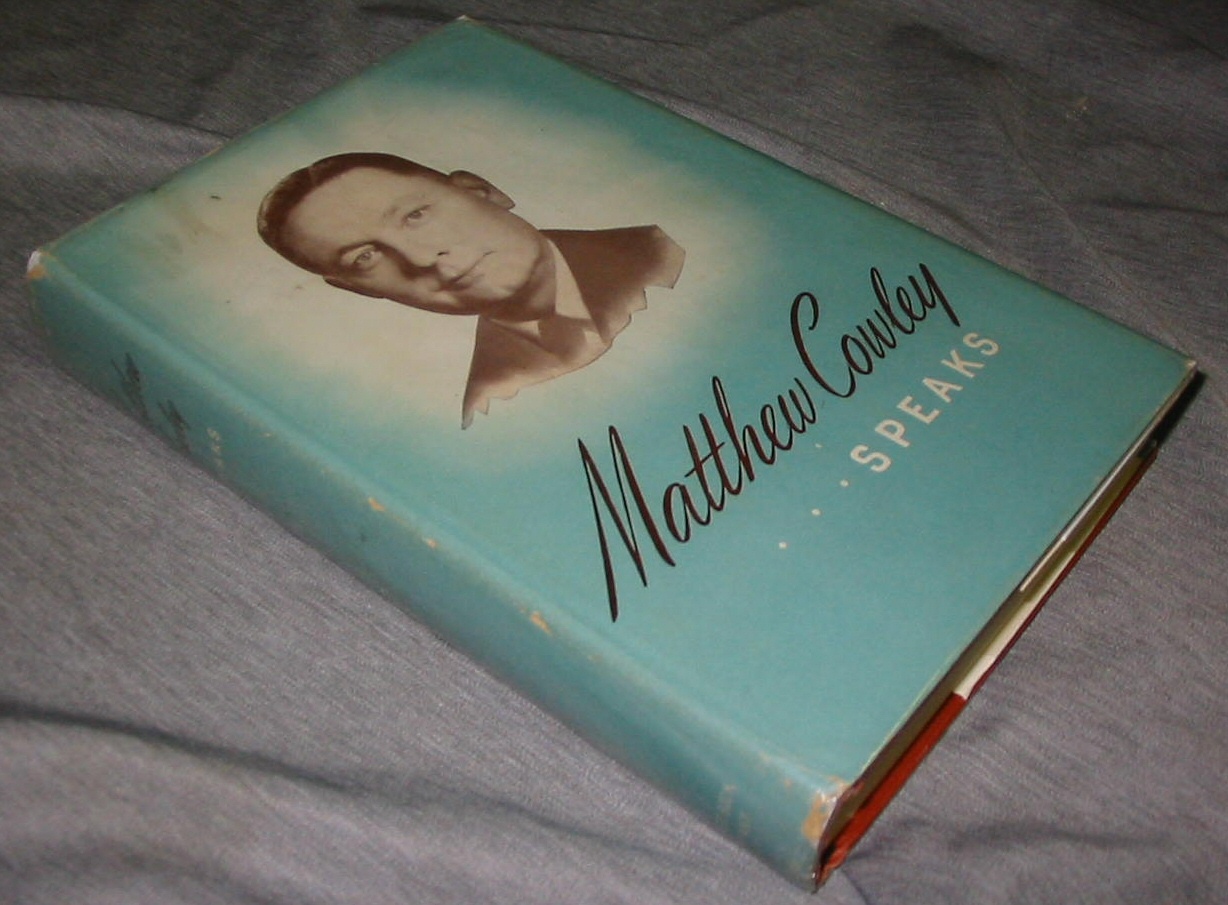 Matthew Cowley
. . . . SPEAKS